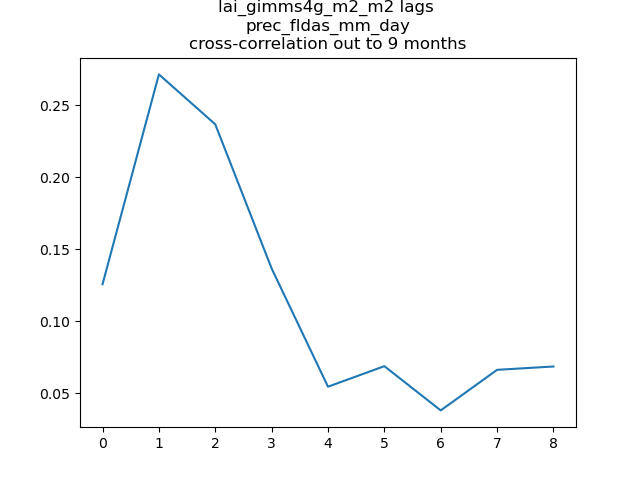 lai_gimms4g_m2_m2 lags
prec_fldas_mm_day
cross-correlation out to 9 months
0.25
0.20
0.15
0.10
0.05
0 1 2 3 4 5 6 7 8